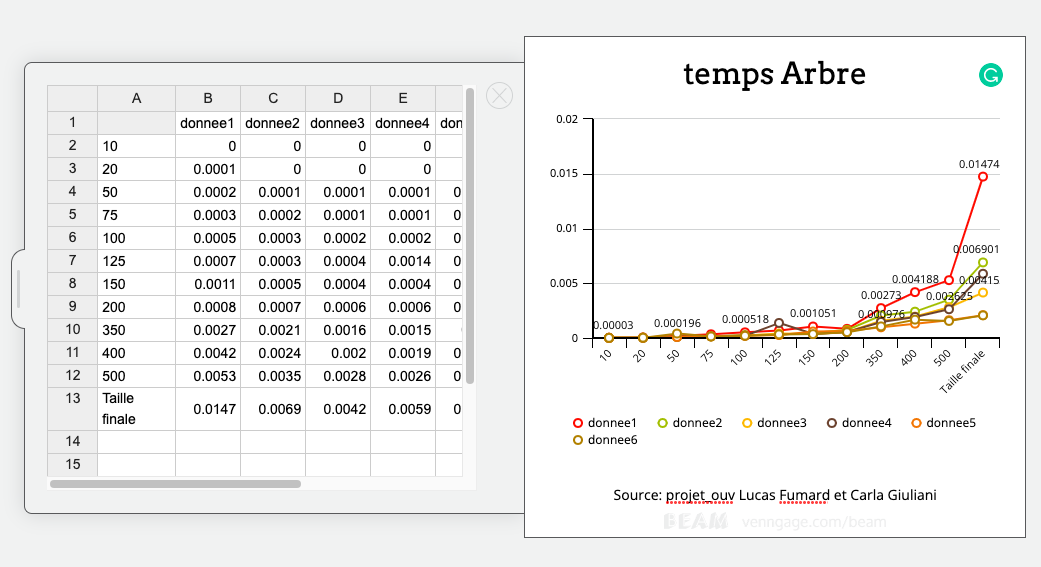 A B C D E
1 donnee1 donnee2 donnee3 donnee4 don
2 10 0 0 0 0
3 20 0.0001 0 0 0
4 50 0.0002 0.0001 0.0001 0.0001 0
5 75 0.0003 0.0002 0.0001 0.0001 0
6 100 0.0005 0.0003 0.0002 0.0002 0
7 125 0.0007 0.0003 0.0004 0.0014 0
8 150 0.0011 0.0005 0.0004 0.0004 0
9 200 0.0008 0.0007 0.0006 0.0006 0
10 350 0.0027 0.0021 0.0016 0.0015
11 400 0.0042 0.0024 0.002 0.0019 0
12 500 0.0053 0.0035 0.0028 0.0026 0
13 Taille
finale 0.0147 0.0069 0.0042 0.0059 0
14
15
temps Arbre
0.02
0.01474
0.015
0.01
0.006901
0.004188 0.00415
0.005
0.00273 0.002625
0.00003 0.000196 0.000518 0.001051 0.000976
0
10 20 50 75 100 125 150 200 350 400 500 Taille finale
donnee1 donnee2 donnee3 donnee4 donnee5
donnee6
Source: projet_ouv Lucas Fumard et Carla Giuliani
BEAM venngage.com/beam